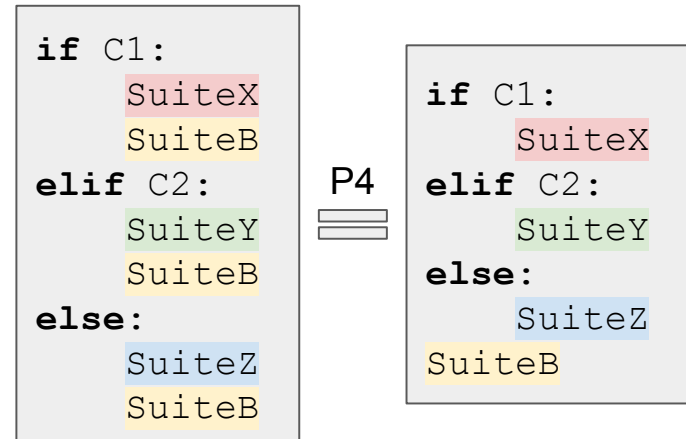 if C1:
SuiteX
SuiteB
elif C2:
SuiteY
SuiteB
else:
SuiteZ
SuiteB
P4
if C1:
SuiteX
elif C2:
SuiteY
else:
SuiteZ
SuiteB